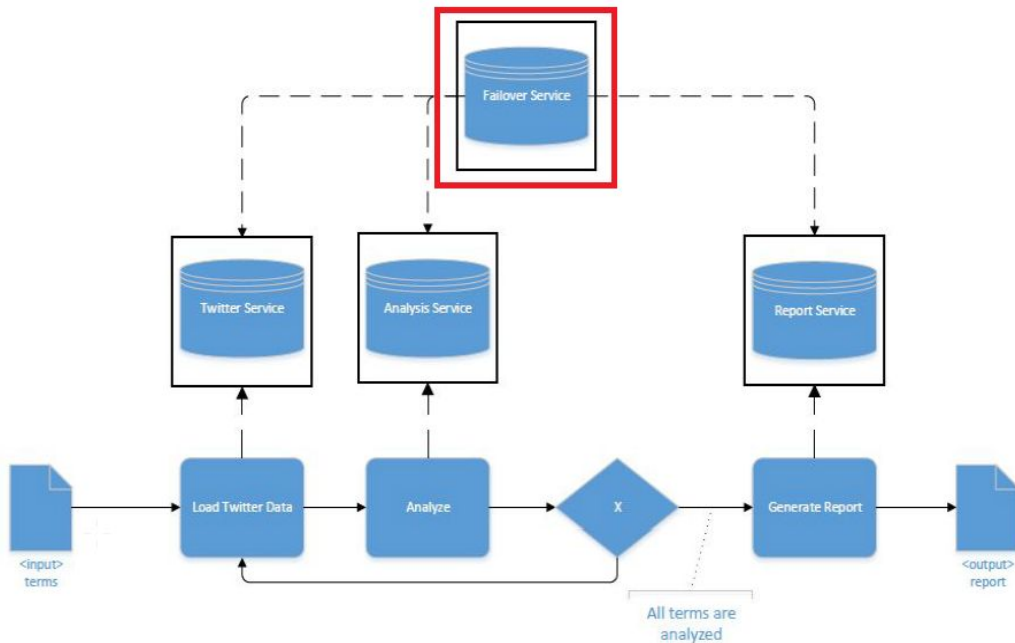 Failover Service
Twitter Service
Analysis Service
Report Service
Load Twitter Data
Analyze
X
Generate Report
<input>
terms
<output>
report
All terms are
analyzed